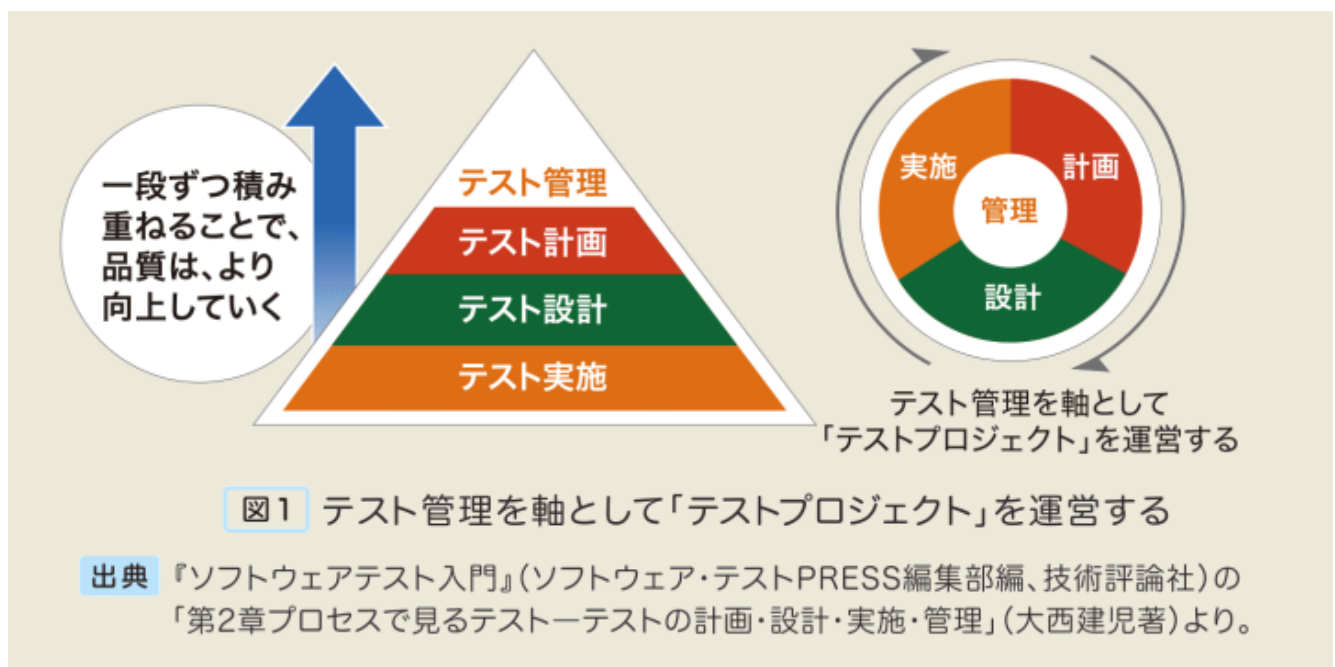 一段ずつ積み
重ねることで、
品質は、より
向上していく
テスト管理
テスト計画
テスト設計
テスト実施
実施
計画
管理
設計
テスト管理を軸として
「テストプロジェクト」を運営する
図1 テスト管理を軸として「テストプロジェクト」を運営する
出典 『ソフトウェアテスト入門』(ソフトウェア・テストPRESS編集部編、技術評論社)の
「第2章プロセスで見るテストーテストの計画・設計・実施・管理」(大西建児著)より。